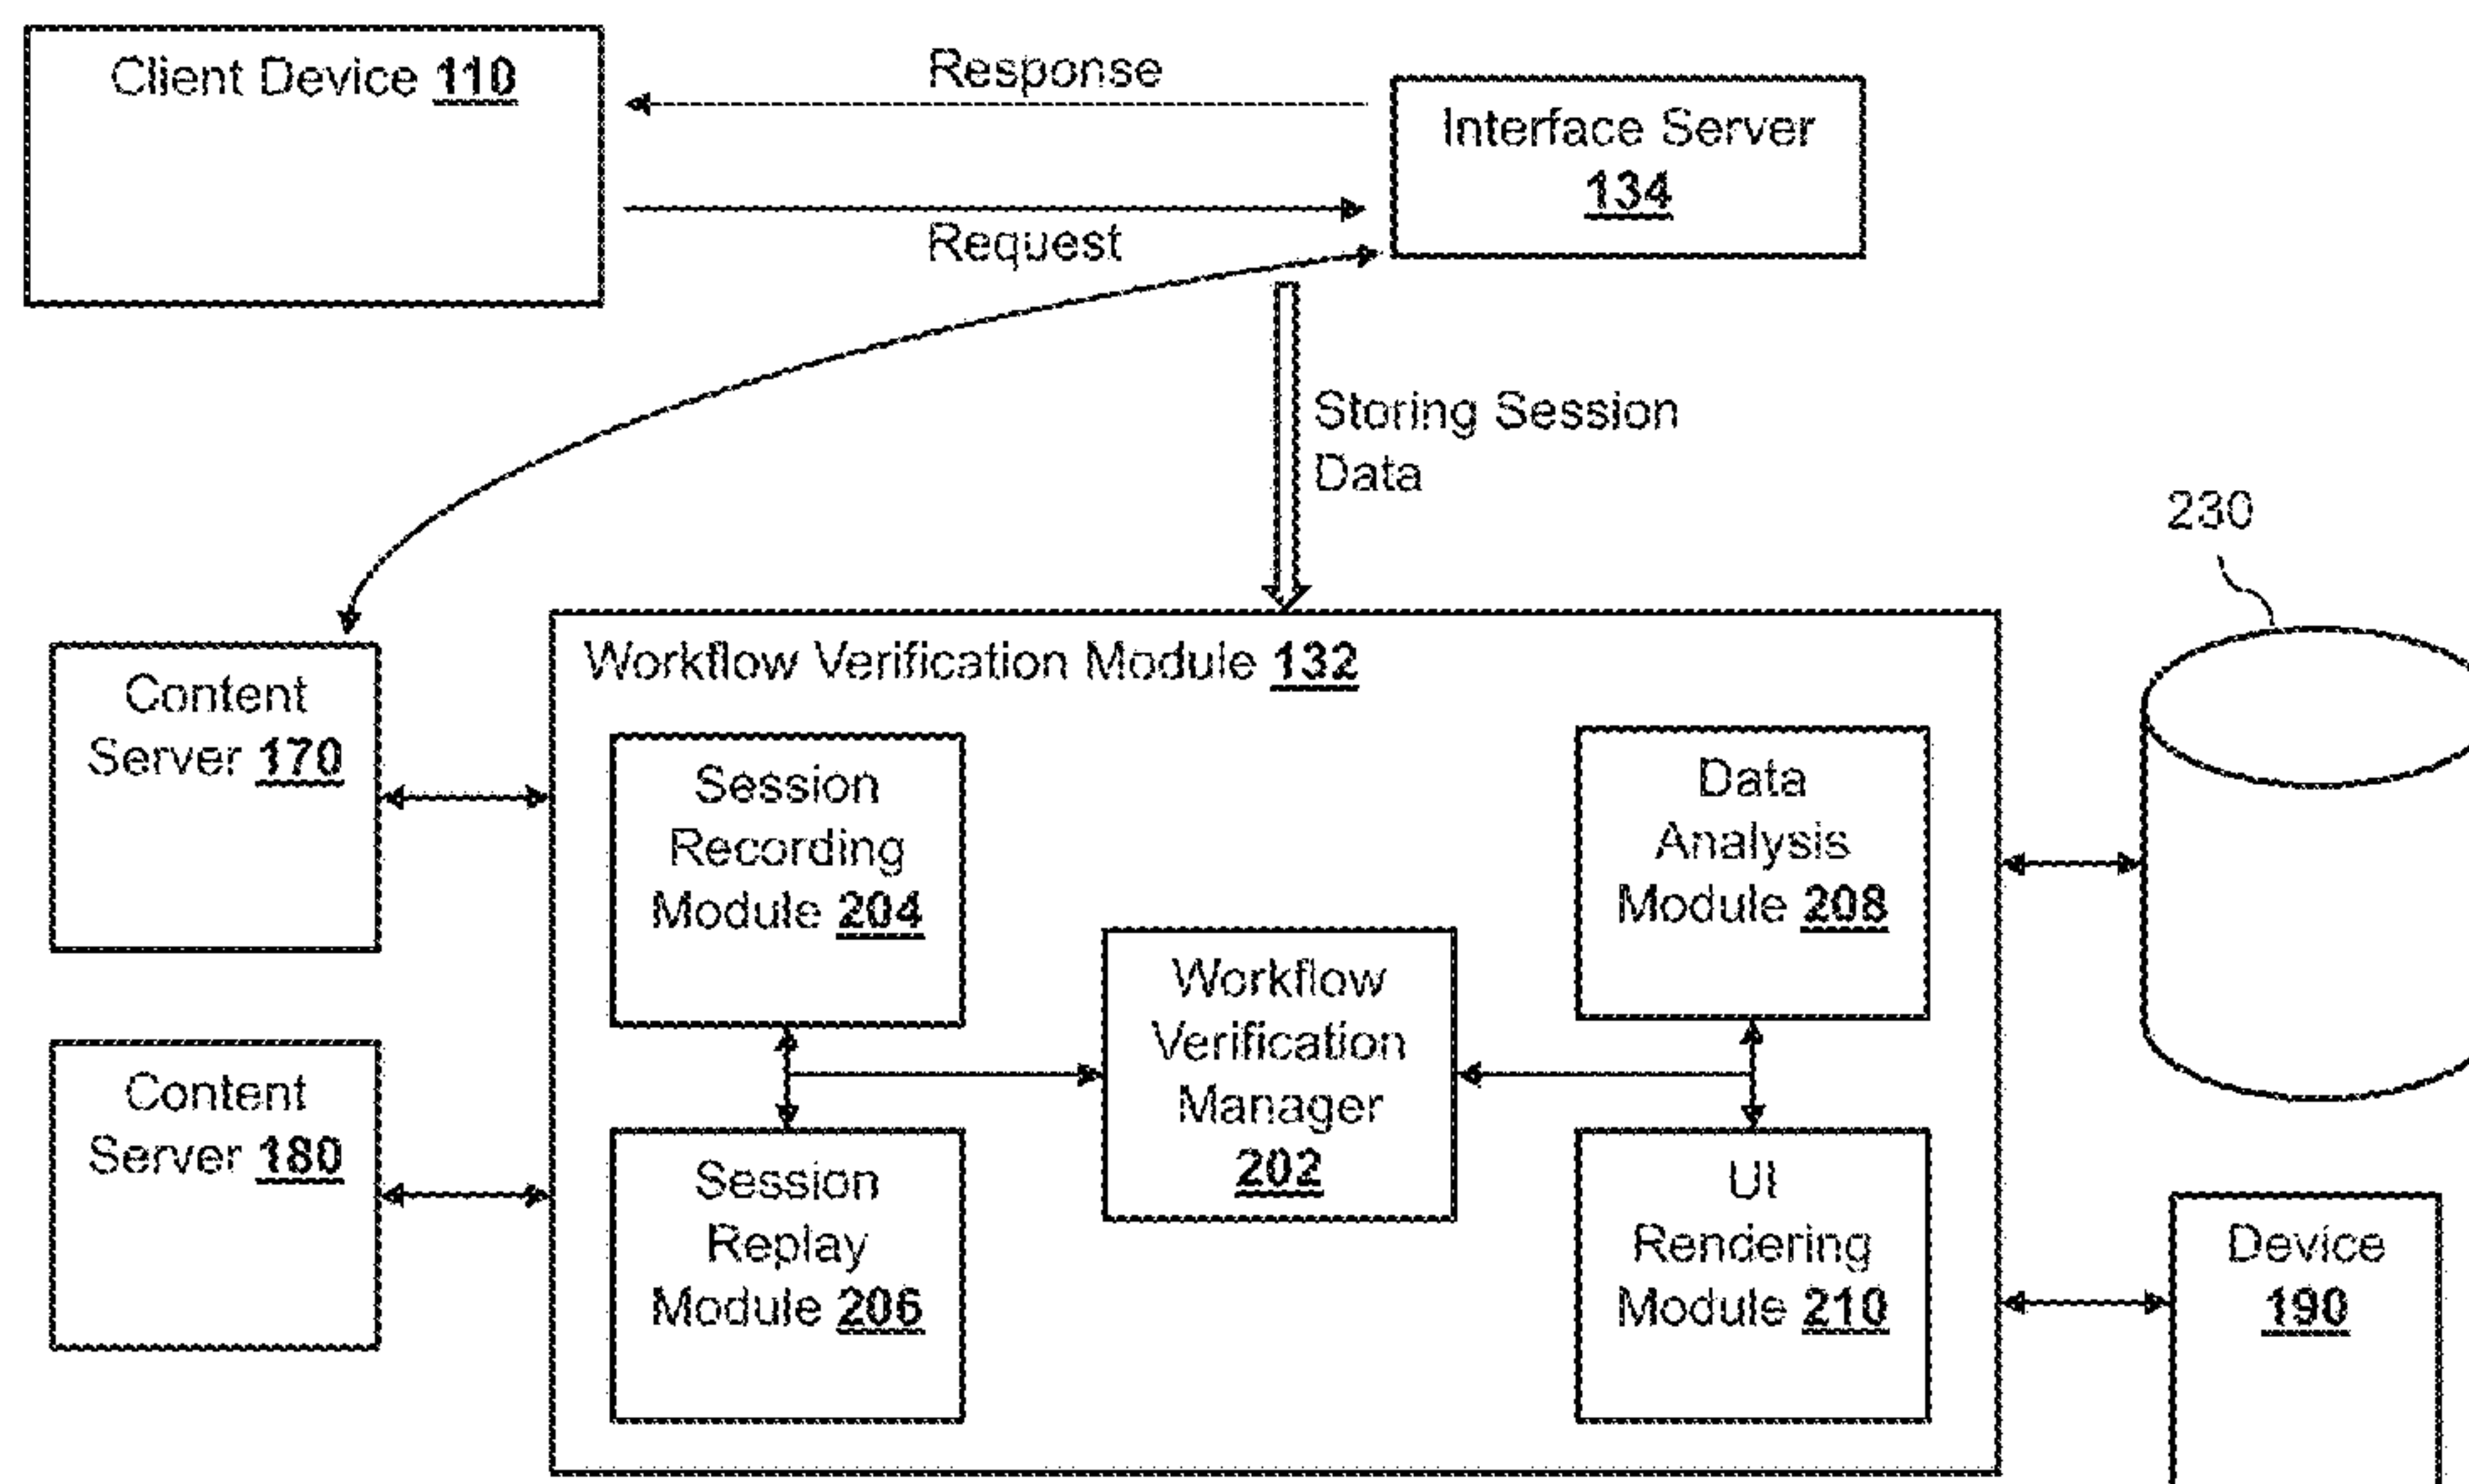 Client Device 110
Response
Interface Server
134
Request
Storing Session
Data
230
Content
Server 170
Workflow Verification Module 132
Session
Recording
Module 204
Data
Analysis
Module 208
Workflow
Verification
Manager
202
Content
Server 180
Session
Replay
Module 206
UI
Rendering
Module 210
Device
190